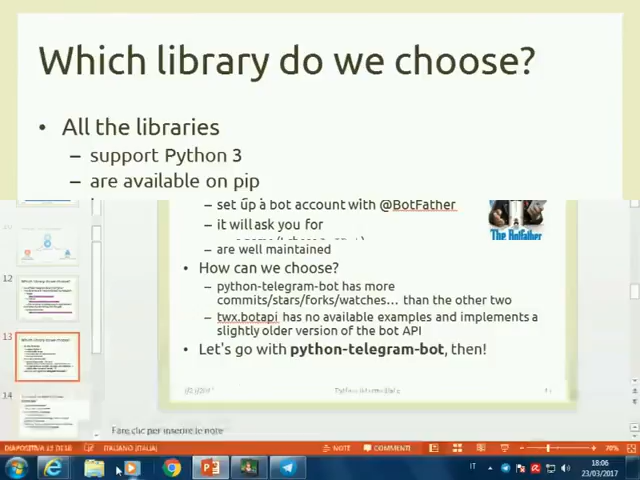 Which library do we choose?
• All the libraries
– support Python 3
– are available on pip
set up a bot account with @BotFather
it will ask you for
The Botfather
– are well maintained
• How can we choose?
– python-telegram-bot has more
commits/stars/forks/watches... than the other two
– twx.botapi has no available examples and implements a
slightly older version of the bot API
• Let's go with python-telegram-bot, then!
12
13
14
Fare clic per inserire le note
ITALIANO (ITALIA)
NOTE
COMMENTI
70%
IT
18:06
23/03/2017